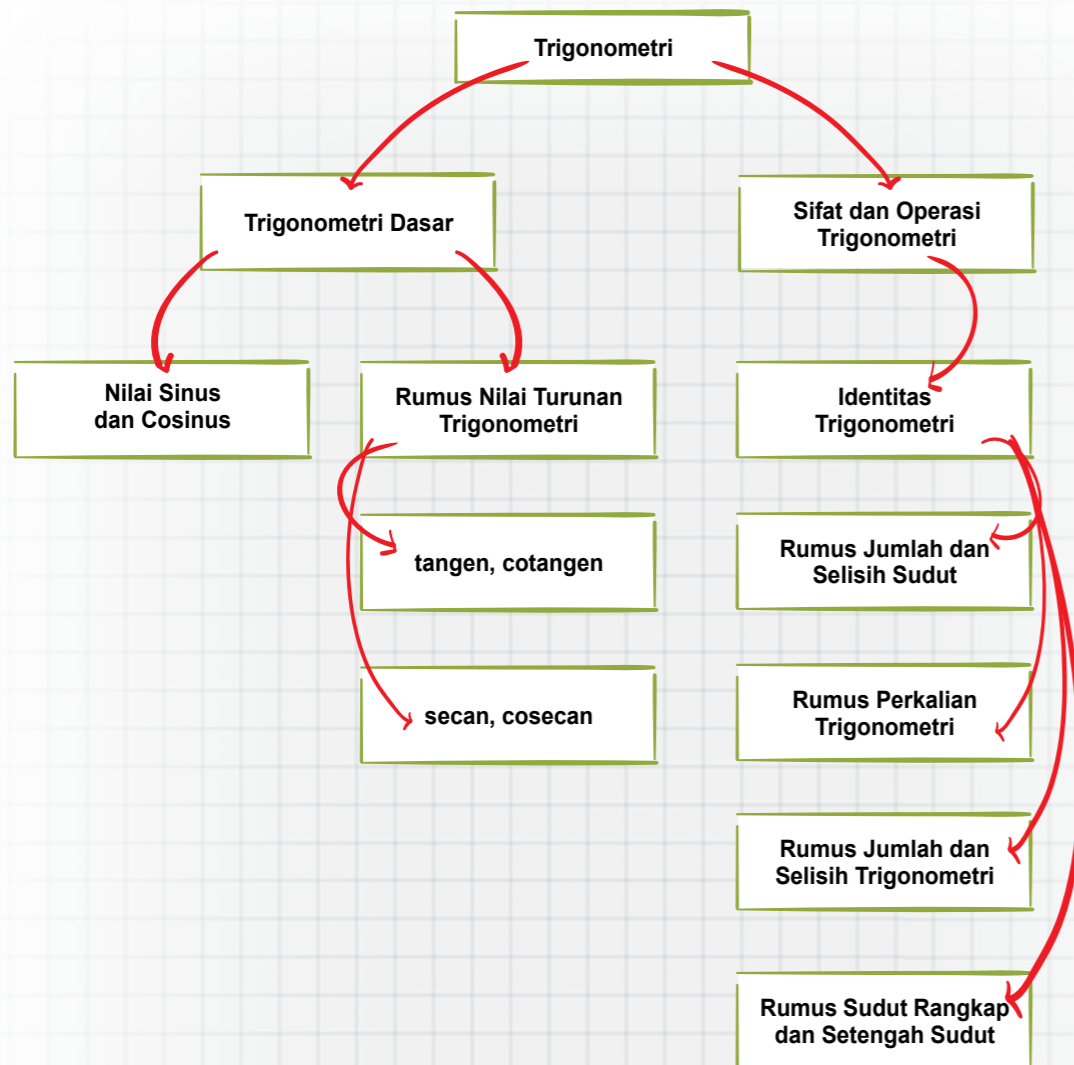 Trigonometri
Trigonometri Dasar
Sifat dan Operasi
Trigonometri
Nilai Sinus
dan Cosinus
Rumus Nilai Turunan
Trigonometri
Identitas
Trigonometri
tangen, cotangen
Rumus Jumlah dan
Selisih Sudut
secan, cosecan
Rumus Perkalian
Trigonometri
Rumus Jumlah dan
Selisih Trigonometri
Rumus Sudut Rangkap
dan Setengah Sudut